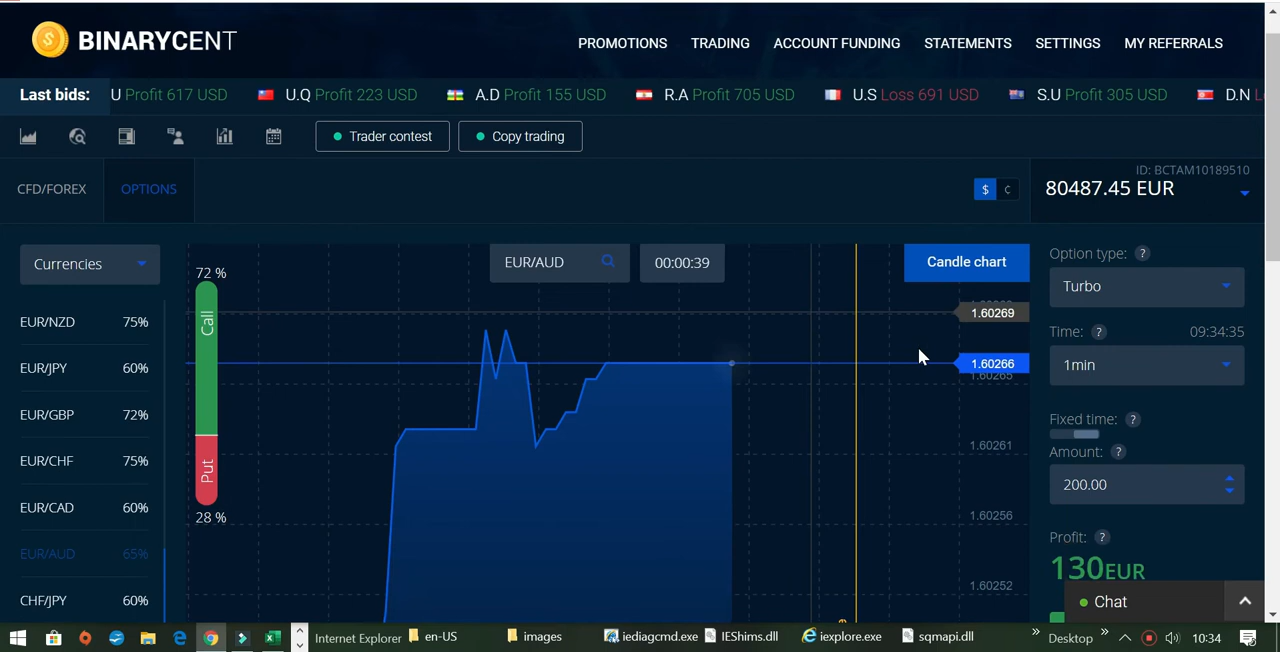 BINARYCENT
PROMOTIONS TRADING ACCOUNT FUNDING STATEMENTS SETTINGS MY REFERRALS
Last bids: U Profit 617 USD U.Q Profit 223 USD A.D Profit 155 USD R.A Profit 705 USD U.S Loss 691 USD S.U Profit 305 USD D.N
Trader contest Copy trading
ID: BCTAM10189510
CFD/FOREX OPTIONS $ ¢ 80487.45 EUR
Currencies
72 %
EUR/AUD 00:00:39 Candle chart
Option type: ?
Turbo
Call
1.60269
EUR/NZD 75%
Time: ? 09:34:35
1.60266
EUR/JPY 60%
1min
1.60265
EUR/GBP 72%
Fixed time: ?
1.60261
Amount: ?
EUR/CHF 75%
Put
200.00
EUR/CAD 60%
28 %
1.60256
Profit: ?
EUR/AUD 65%
130EUR
1.60252
CHF/JPY 60%
Chat
Internet Explorer en-US images iediagcmd.exe IEShims.dll iexplore.exe sqmapi.dll » Desktop » 10:34